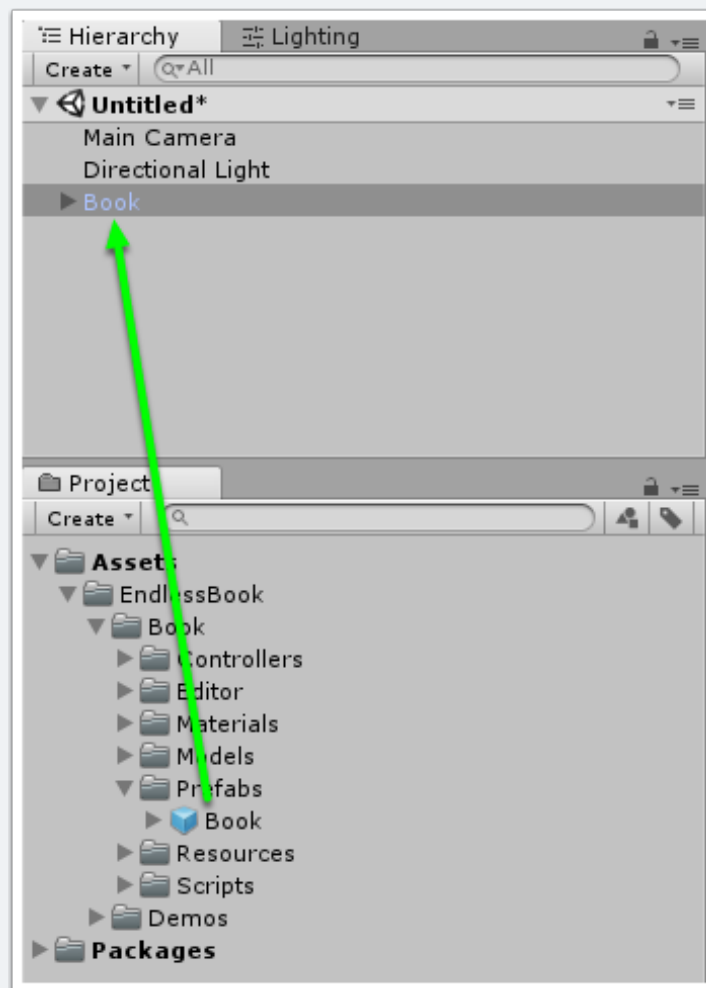 Hierarchy Lighting
Create All
Untitled*
Main Camera
Directional Light
Book
Project
Create
Assets
EndlessBook
Book
Controllers
Editor
Materials
Models
Prefabs
Book
Resources
Scripts
Demos
Packages